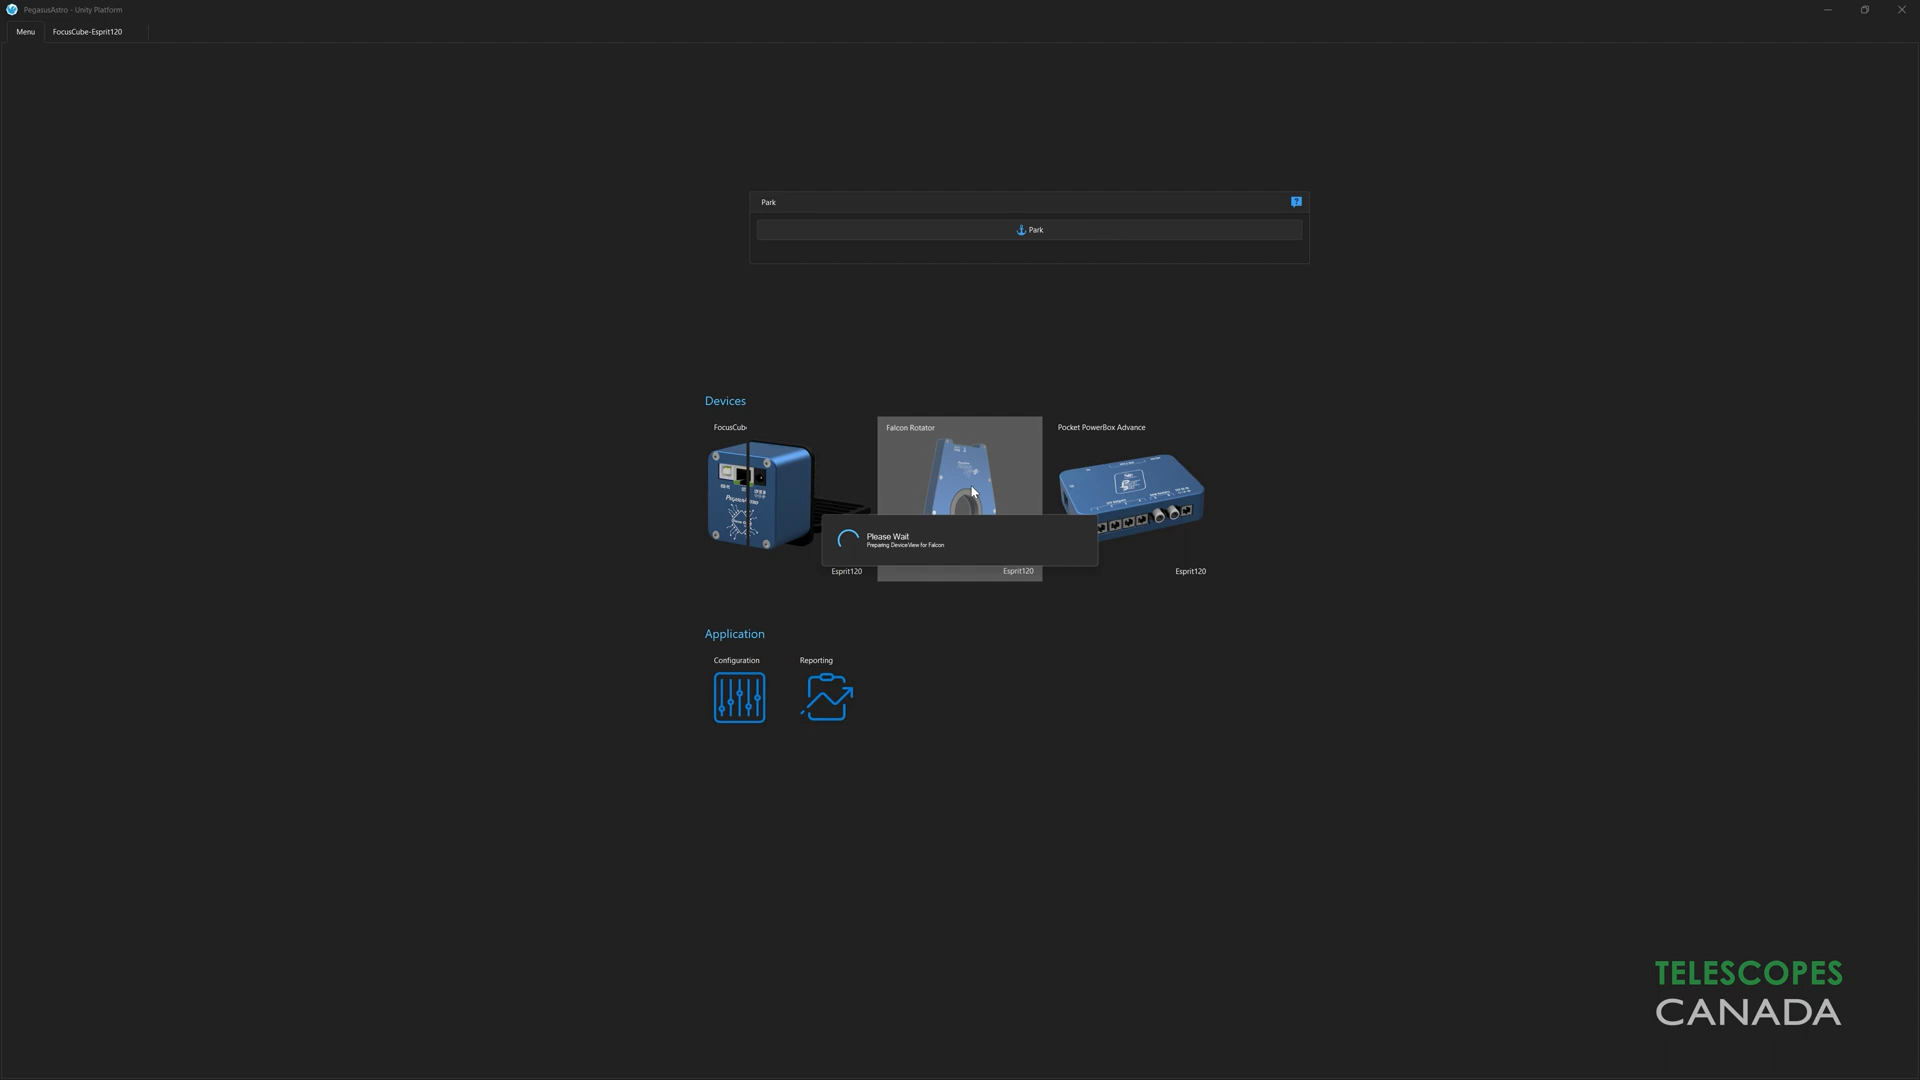 PegasusAstro - Unity Platform
Menu
FocusCube-Esprit120
Park
Park
Devices
FocusCub
Falcon Rotator
Pocket PowerBox Advance
Please Wait
Preparing DeviceView for Falcon
Esprit120
Esprit120
Esprit120
Application
Configuration
Reporting
TELESCOPES
CANADA